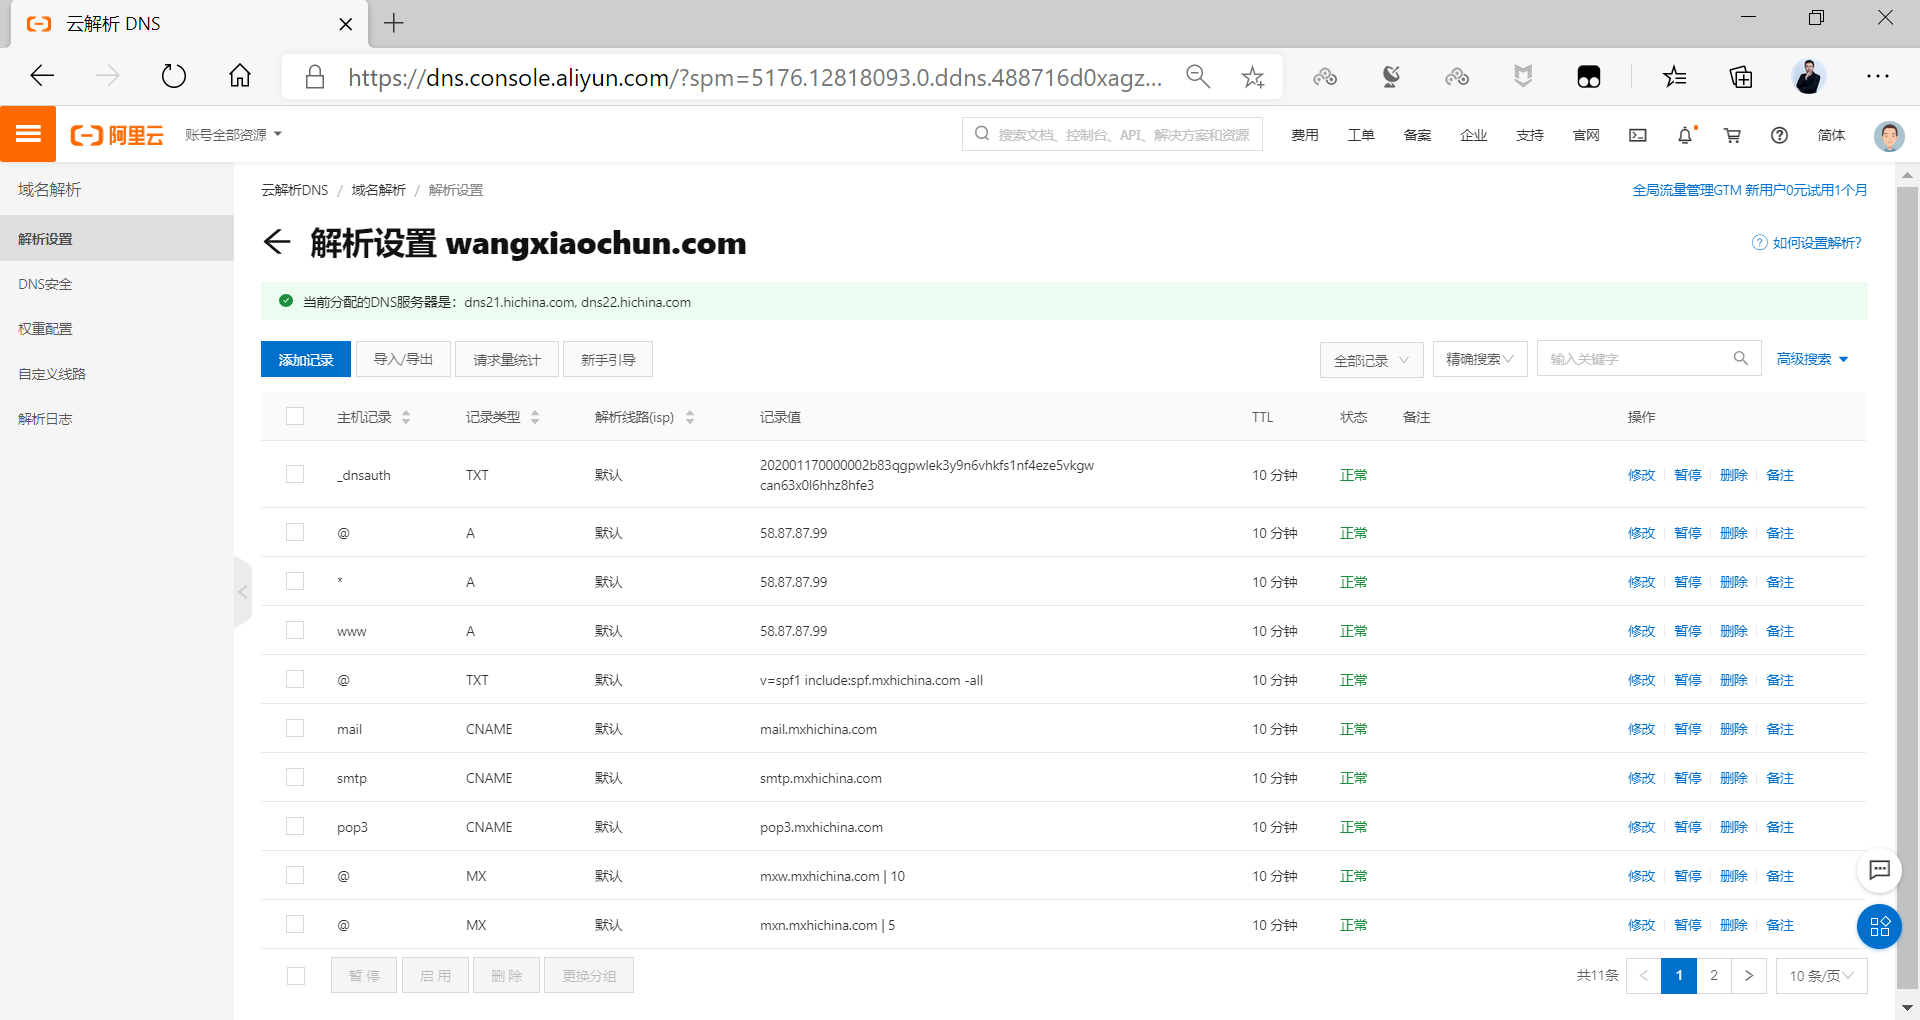 云解析 DNS
https://dns.console.aliyun.com/?spm=5176.12818093.0.ddns.488716d0xagz...
阿里云 账号全部资源 搜索文档、控制台、API、解决方案和资源 费用 工单 备案 企业 支持 官网 简体
域名解析
解析设置
DNS安全
权重配置
自定义线路
解析日志
云解析DNS / 域名解析 / 解析设置 全局流量管理GTM 新用户0元试用1个月
解析设置 wangxiaochun.com 如何设置解析?
当前分配的DNS服务器是：dns21.hichina.com, dns22.hichina.com
添加记录 导入/导出 请求量统计 新手引导 全部记录 精确搜索 输入关键字 高级搜索
主机记录 记录类型 解析线路(isp) 记录值 TTL 状态 备注 操作
_dnsauth TXT 默认 202001170000002b83qgpwlek3y9n6vhkfs1nf4eze5vkgw 10 分钟 正常 修改 暂停 删除 备注
can63x0l6hhz8hfe3
@ A 默认 58.87.87.99 10 分钟 正常 修改 暂停 删除 备注
* A 默认 58.87.87.99 10 分钟 正常 修改 暂停 删除 备注
www A 默认 58.87.87.99 10 分钟 正常 修改 暂停 删除 备注
@ TXT 默认 v=spf1 include:spf.mxhichina.com -all 10 分钟 正常 修改 暂停 删除 备注
mail CNAME 默认 mail.mxhichina.com 10 分钟 正常 修改 暂停 删除 备注
smtp CNAME 默认 smtp.mxhichina.com 10 分钟 正常 修改 暂停 删除 备注
pop3 CNAME 默认 pop3.mxhichina.com 10 分钟 正常 修改 暂停 删除 备注
@ MX 默认 mxw.mxhichina.com | 10 10 分钟 正常 修改 暂停 删除 备注
@ MX 默认 mxn.mxhichina.com | 5 10 分钟 正常 修改 暂停 删除 备注
暂 停 启 用 删 除 更换分组 共11条 < 1 2 > 10 条/页